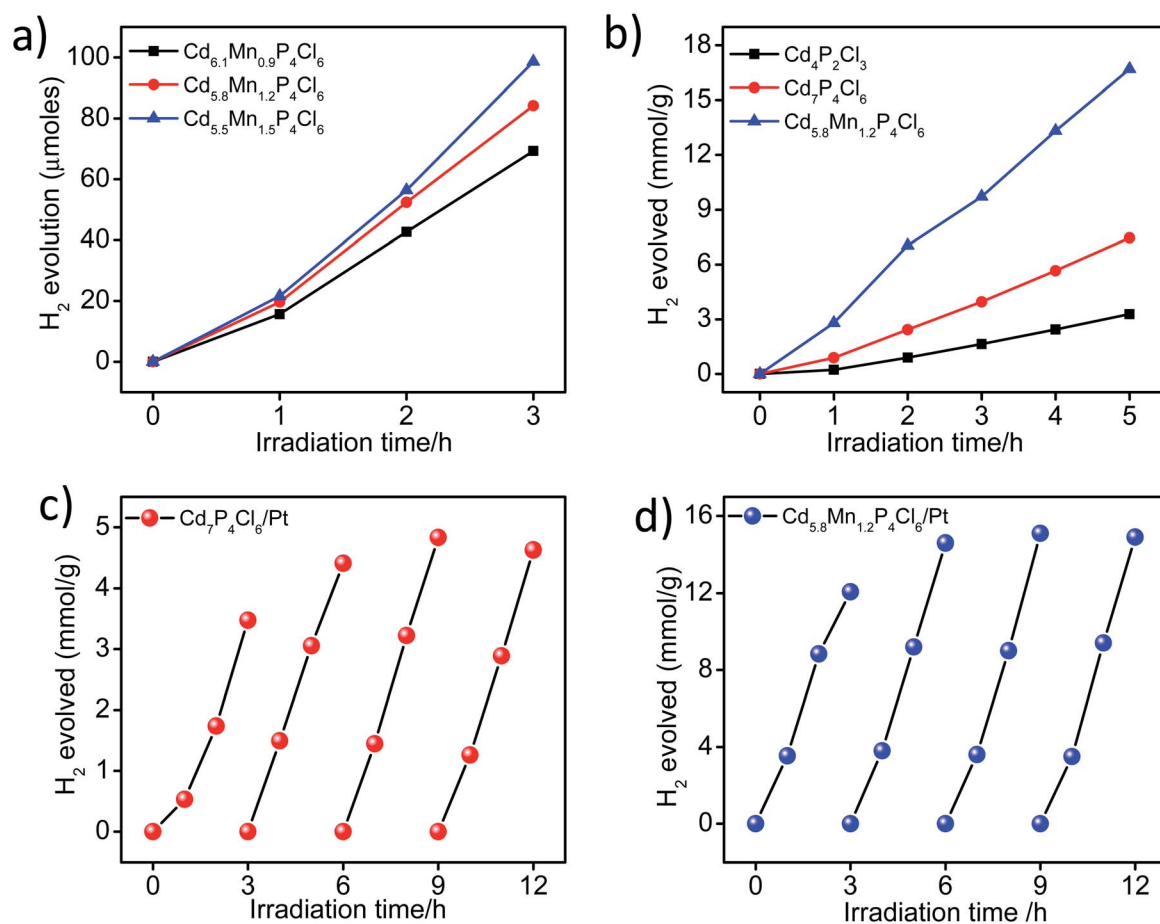 a)
Cd6.1Mn0.9P4Cl6
Cd5.8Mn1.2P4Cl6
Cd5.5Mn1.5P4Cl6
H2 evolution (μmoles)
100
80
60
40
20
0
0 1 2 3
Irradiation time/h
b)
Cd4P2Cl3
Cd7P4Cl6
Cd5.8Mn1.2P4Cl6
H2 evolved (mmol/g)
18
15
12
9
6
3
0
0 1 2 3 4 5
Irradiation time/h
c)
Cd7P4Cl6/Pt
H2 evolved (mmol/g)
5
4
3
2
1
0
0 3 6 9 12
Irradiation time/h
d)
Cd5.8Mn1.2P4Cl6/Pt
H2 evolved (mmol/g)
16
12
8
4
0
0 3 6 9 12
Irradiation time /h